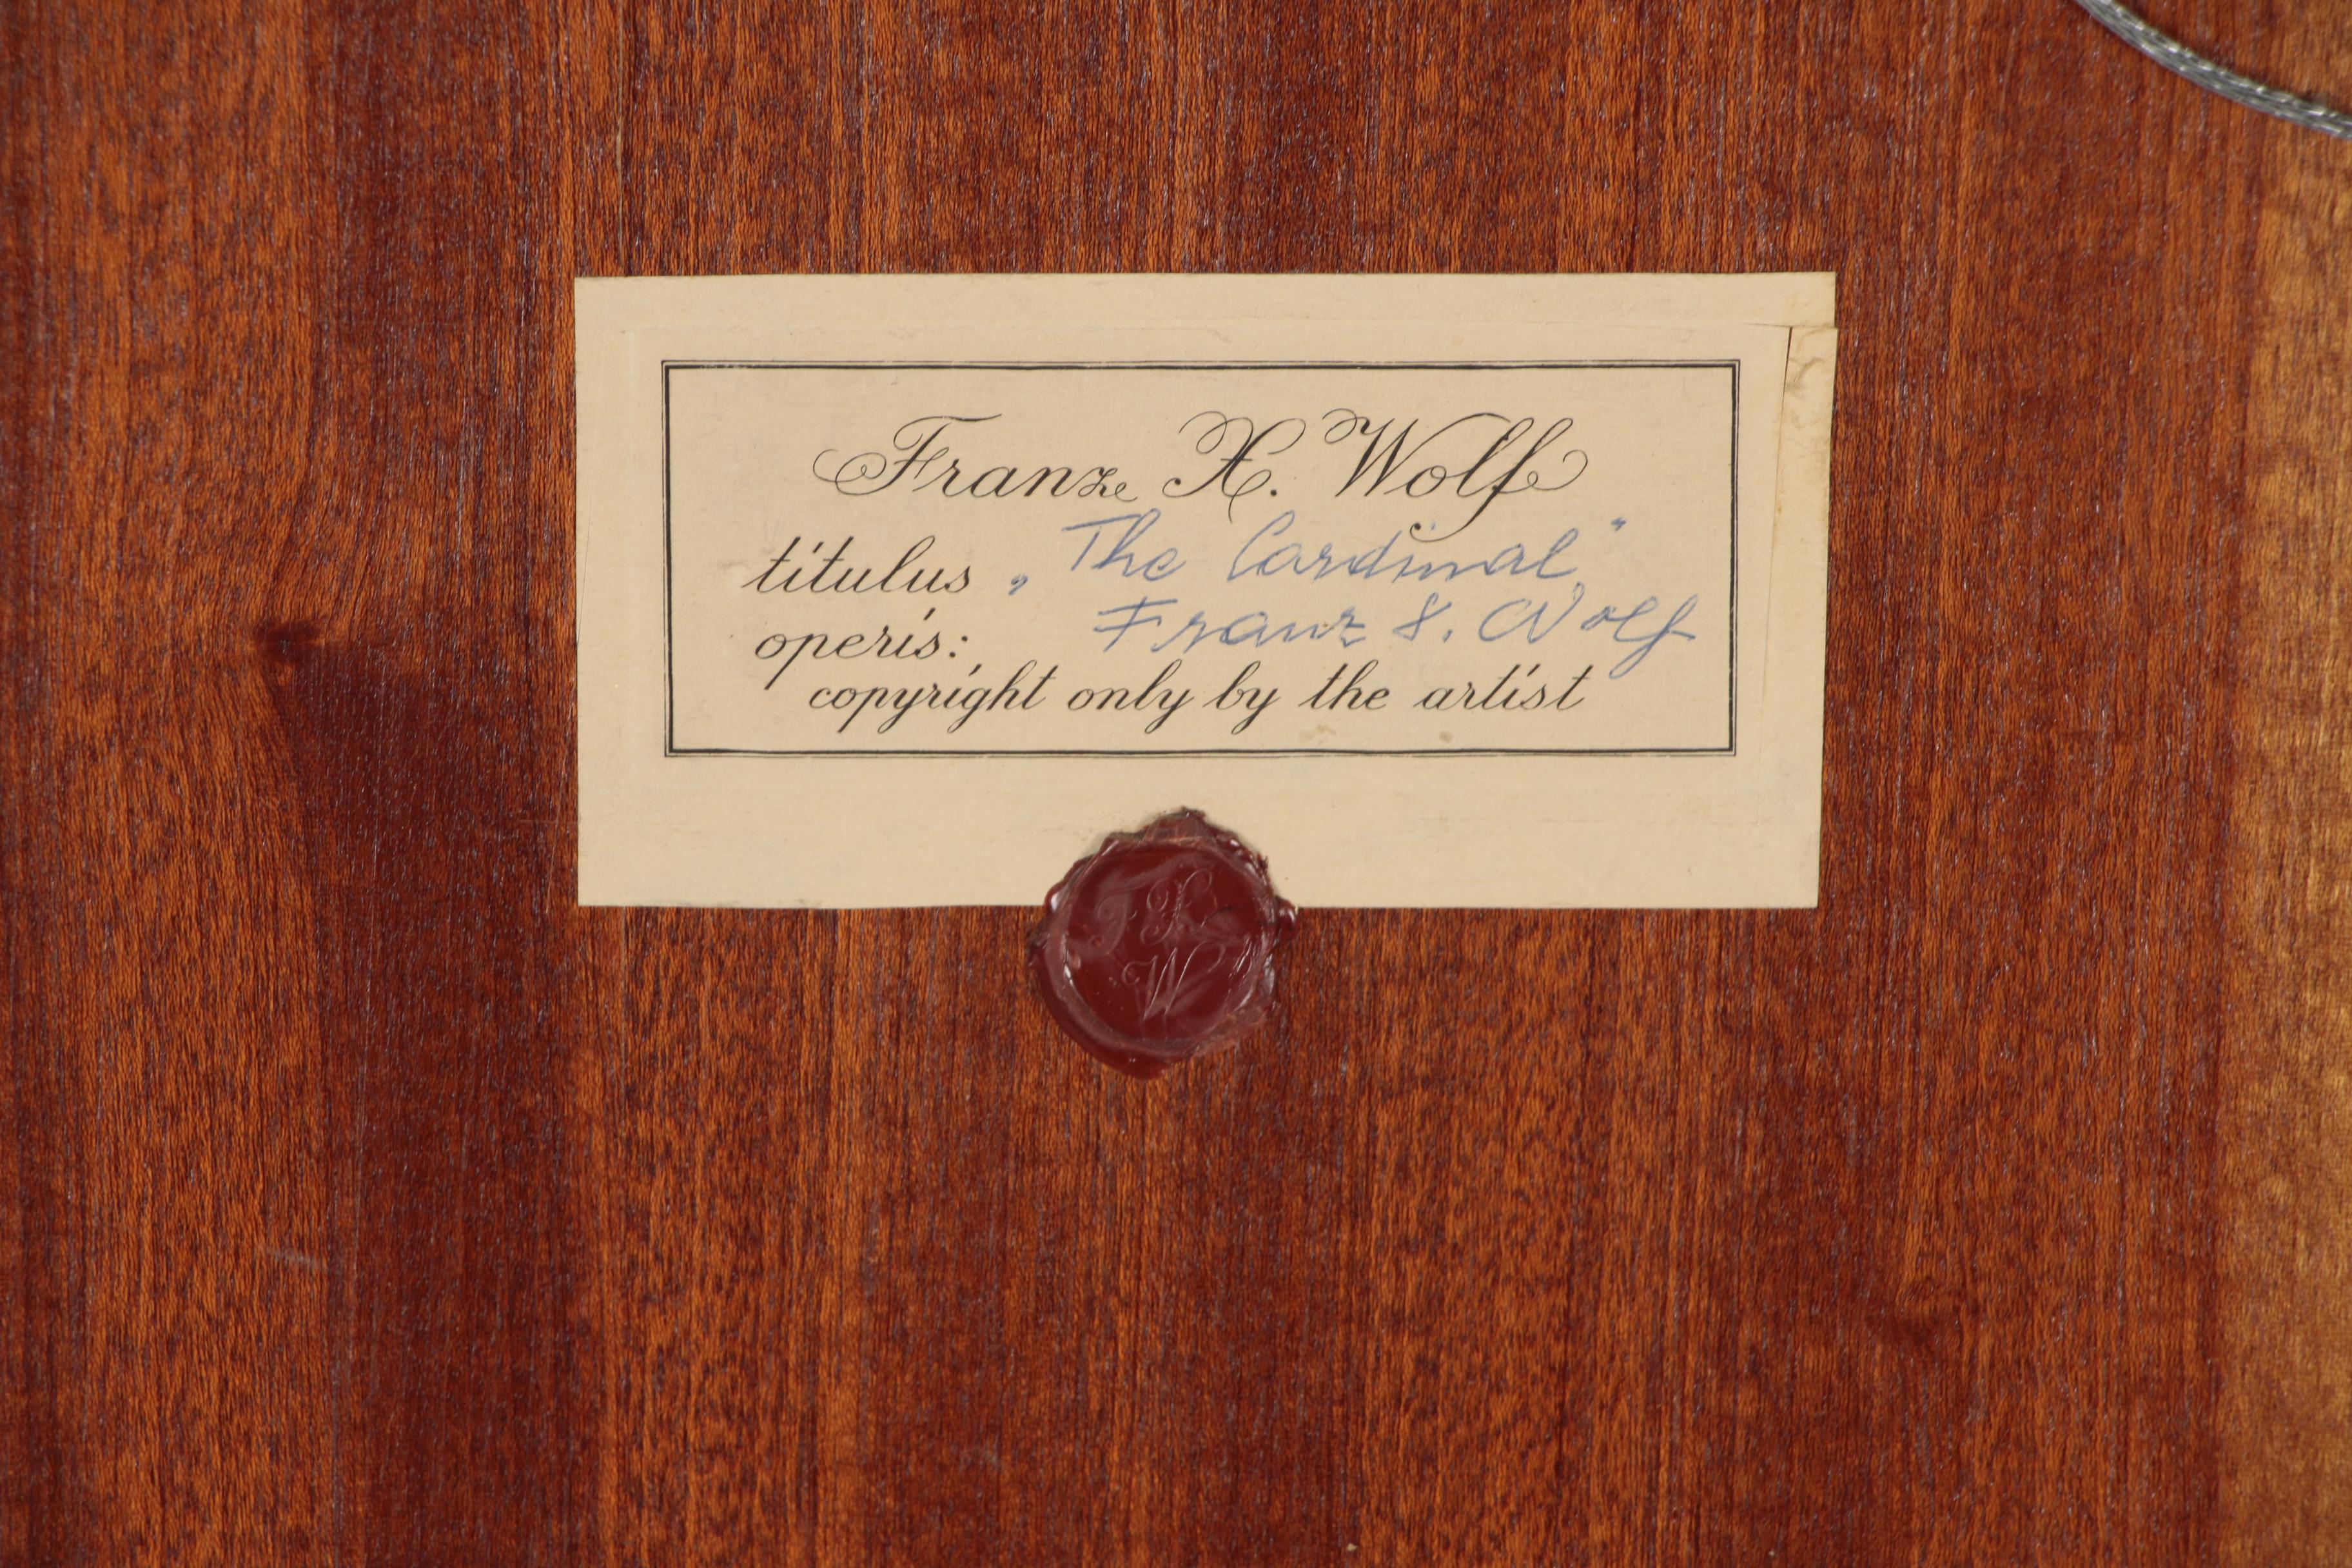 Franz X. Wolf
titulus „The Cardinal"
operis: Franz X. Wolf
copyright only by the artist
F X
W